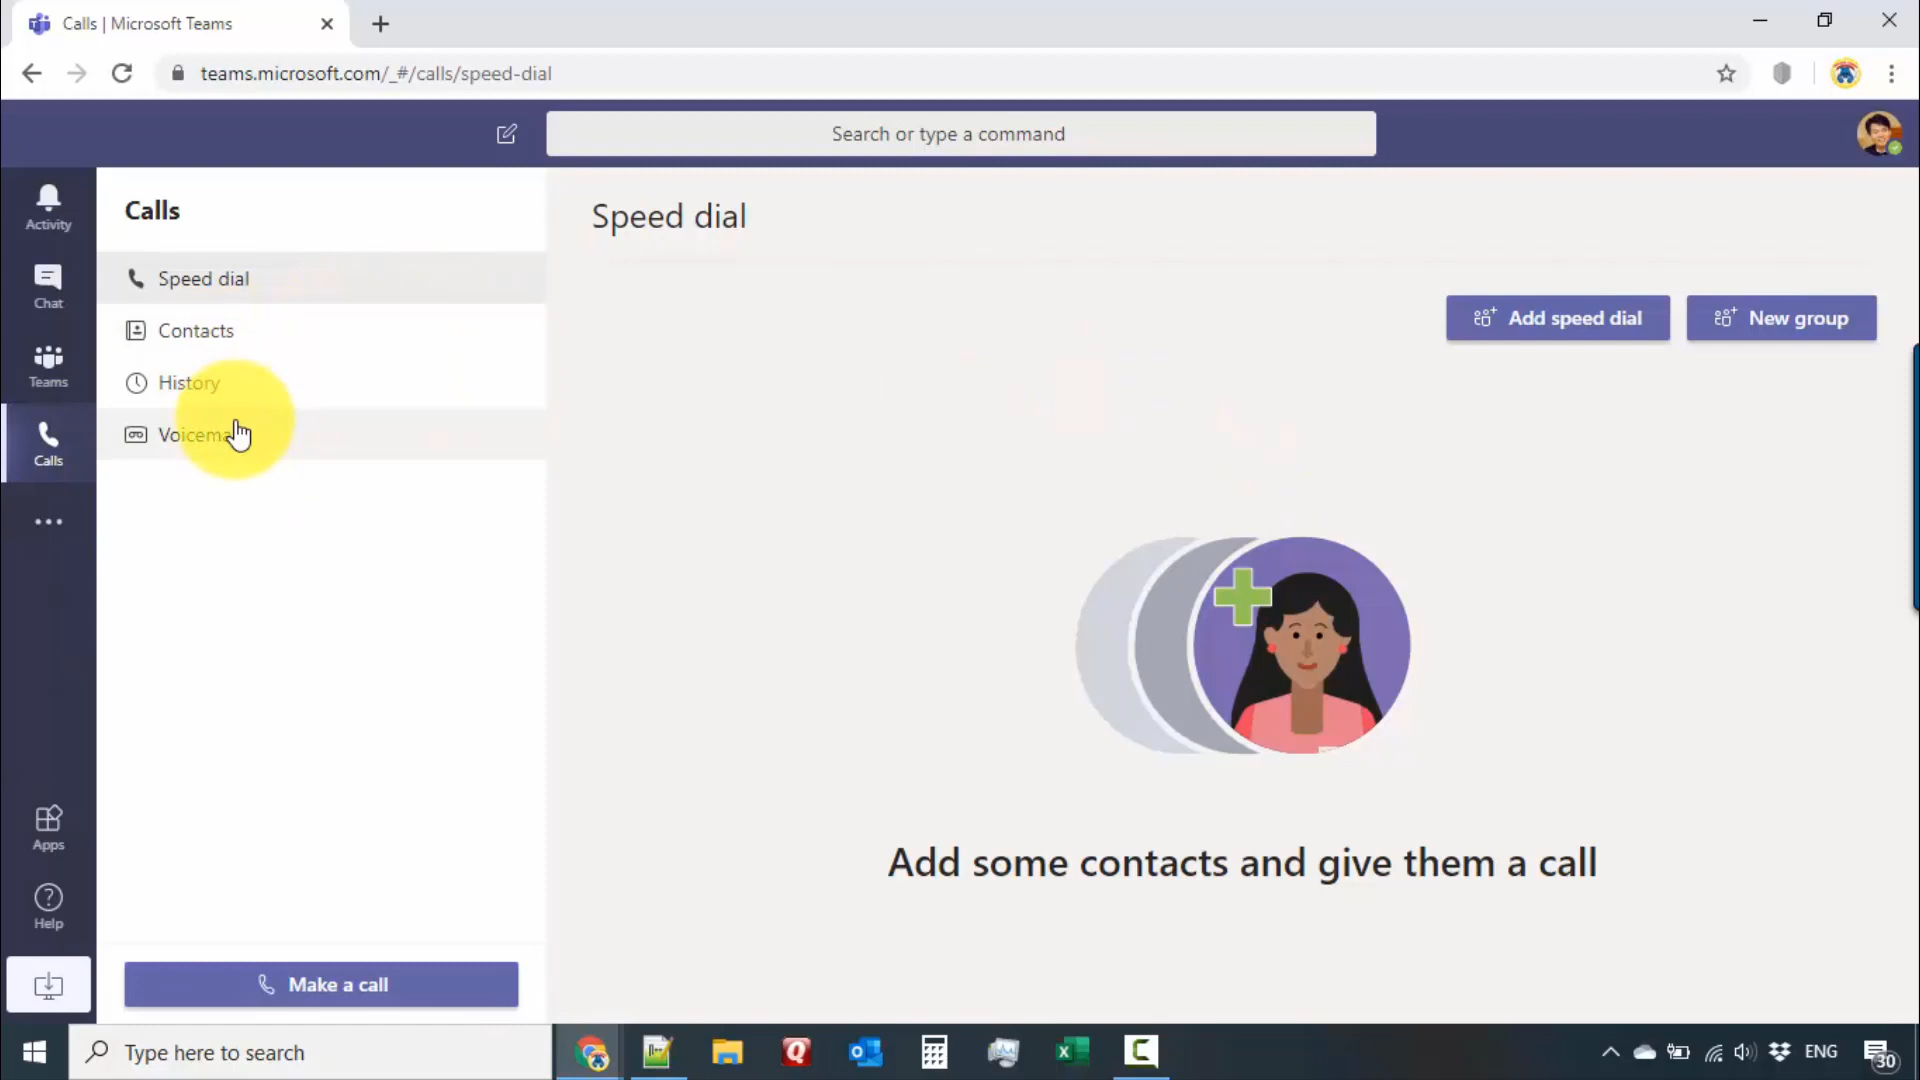 Calls | Microsoft Teams
teams.microsoft.com/_#/calls/speed-dial
Search or type a command
Activity
Chat
Teams
Calls
Apps
Help
Calls
Speed dial
Contacts
History
Voicema
Make a call
Speed dial
Add speed dial
New group
Add some contacts and give them a call
Type here to search
ENG
30